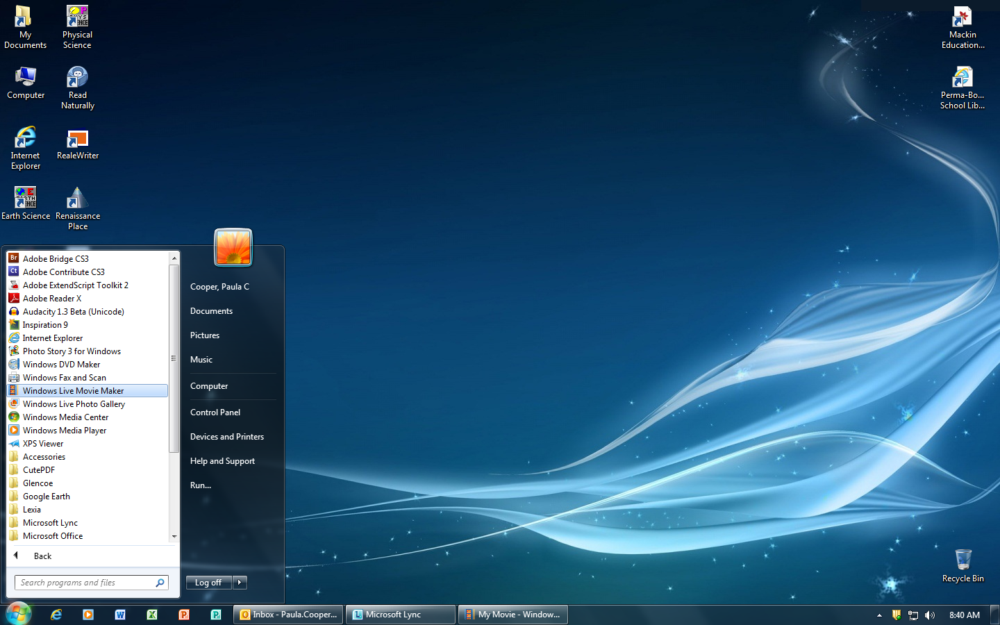 My
Documents
Physical
Science
Computer
Read
Naturally
Internet
Explorer
RealeWriter
Earth Science
Renaissance
Place
Mackin
Education...
Perma-Bo...
School Lib...
Recycle Bin
Br Adobe Bridge CS3
Ct Adobe Contribute CS3
Adobe ExtendScript Toolkit 2
Adobe Reader X
Audacity 1.3 Beta (Unicode)
Inspiration 9
Internet Explorer
Photo Story 3 for Windows
Windows DVD Maker
Windows Fax and Scan
Windows Live Movie Maker
Windows Live Photo Gallery
Windows Media Center
Windows Media Player
XPS Viewer
Accessories
CutePDF
Glencoe
Google Earth
Lexia
Microsoft Lync
Microsoft Office
Back
Search programs and files
Cooper, Paula C
Documents
Pictures
Music
Computer
Control Panel
Devices and Printers
Help and Support
Run...
Log off
Inbox - Paula.Cooper...
Microsoft Lync
My Movie - Window...
8:40 AM